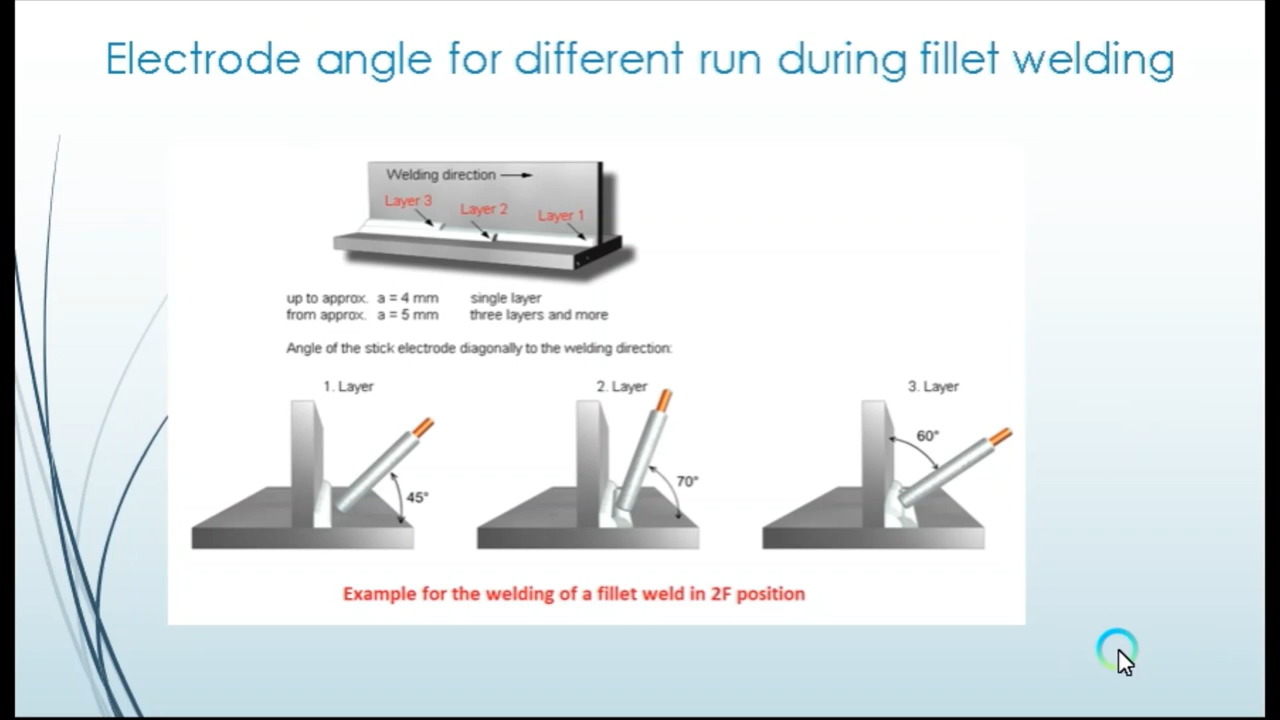 Electrode angle for different run during fillet welding
Welding direction
Layer 3
Layer 2
Layer 1
up to approx. a = 4 mm single layer
from approx. a = 5 mm three layers and more
Angle of the stick electrode diagonally to the welding direction:
1. Layer
2. Layer
3. Layer
45°
70°
60°
Example for the welding of a fillet weld in 2F position